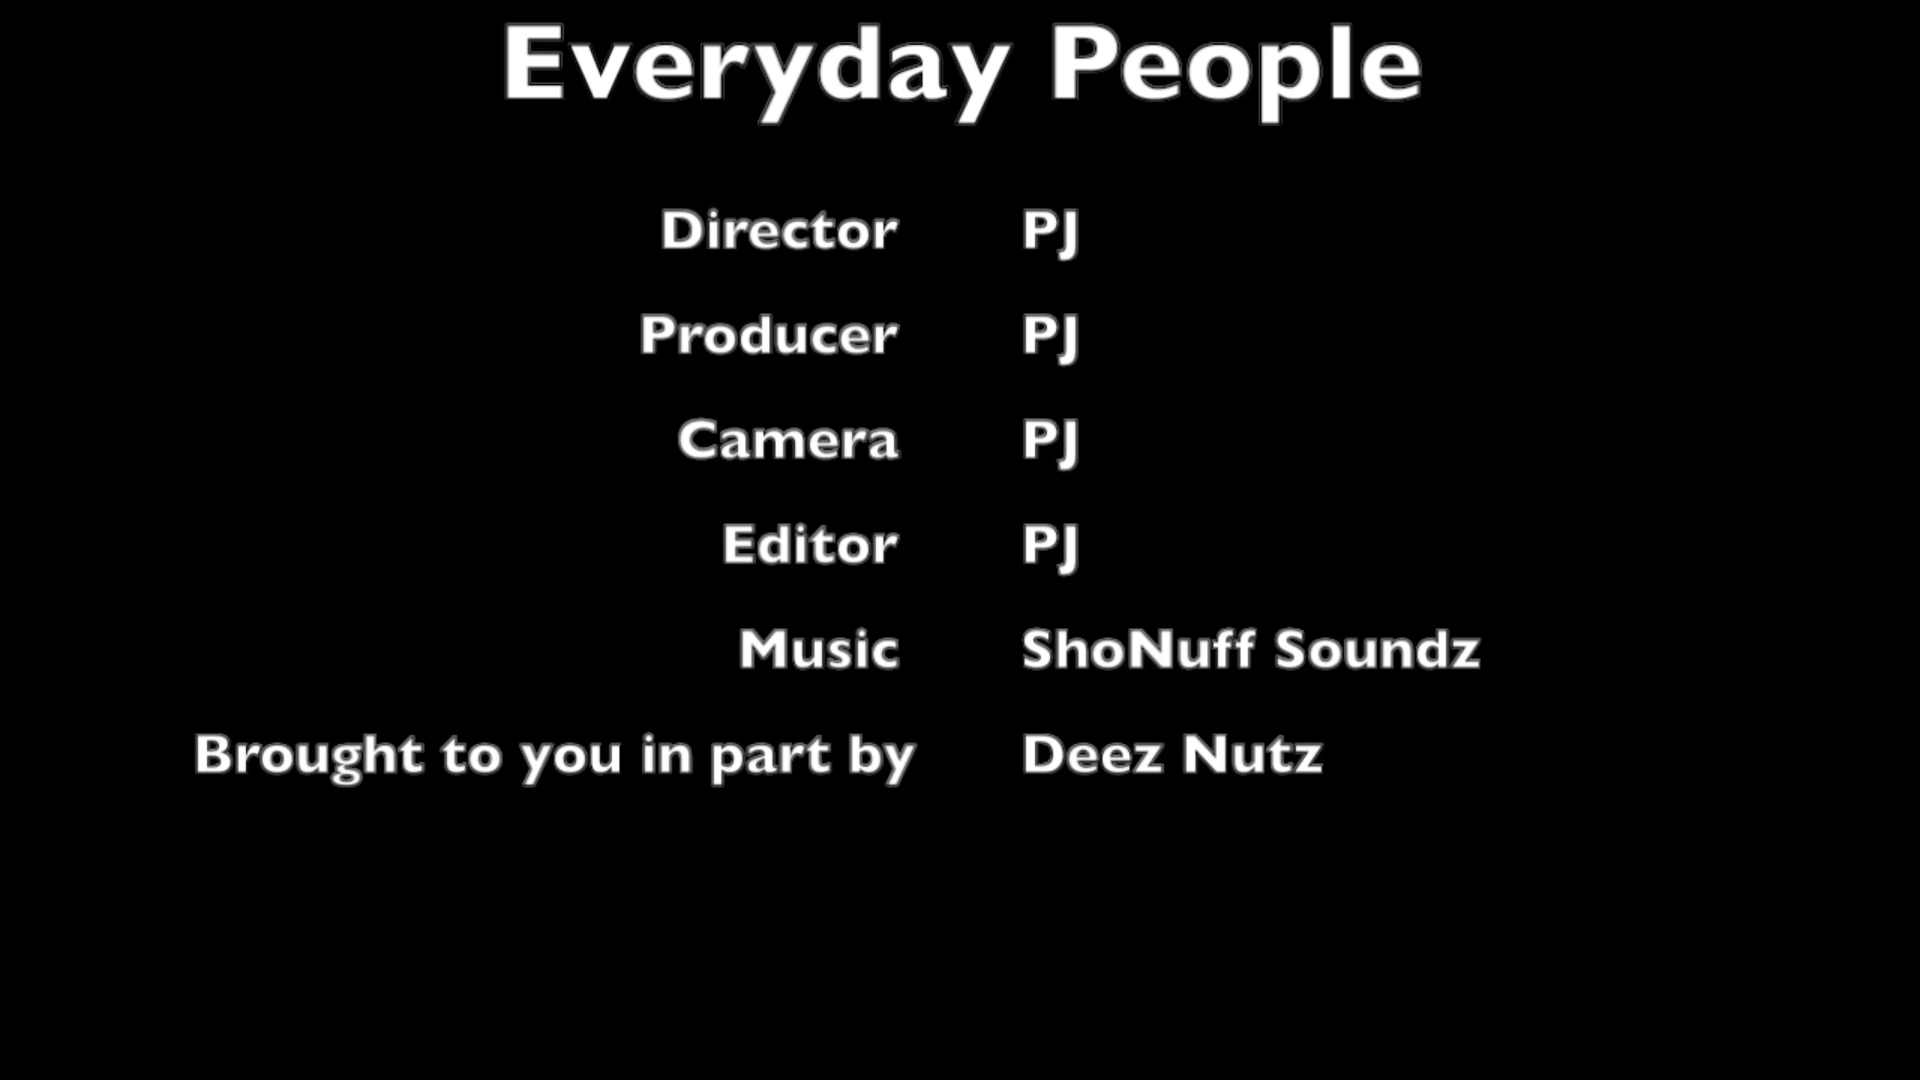 Everyday People
Director PJ
Producer PJ
Camera PJ
Editor PJ
Music ShoNuff Soundz
Brought to you in part by Deez Nutz